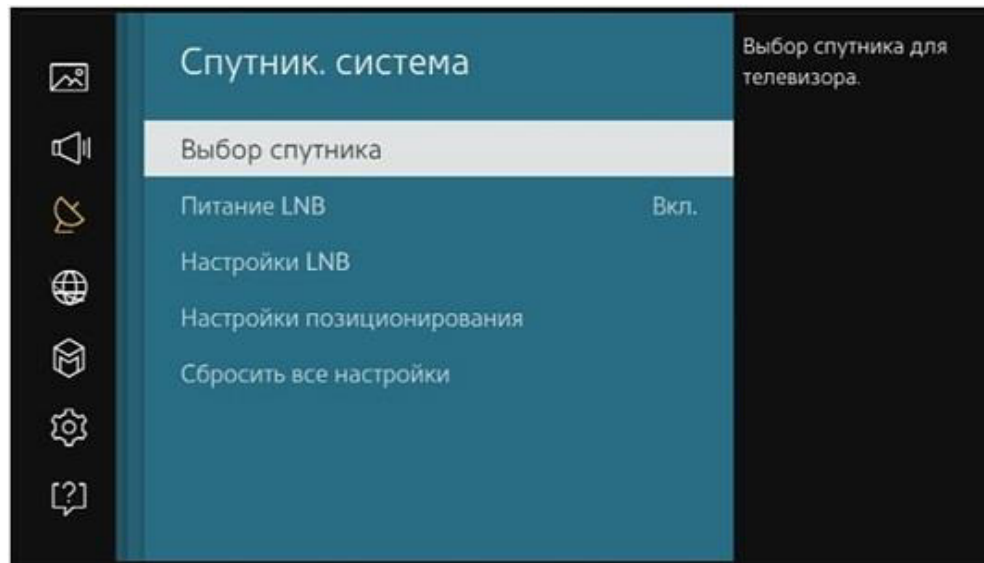 Спутник. система
Выбор спутника
Питание LNB Вкл.
Настройки LNB
Настройки позиционирования
Сбросить все настройки
Выбор спутника для
телевизора.